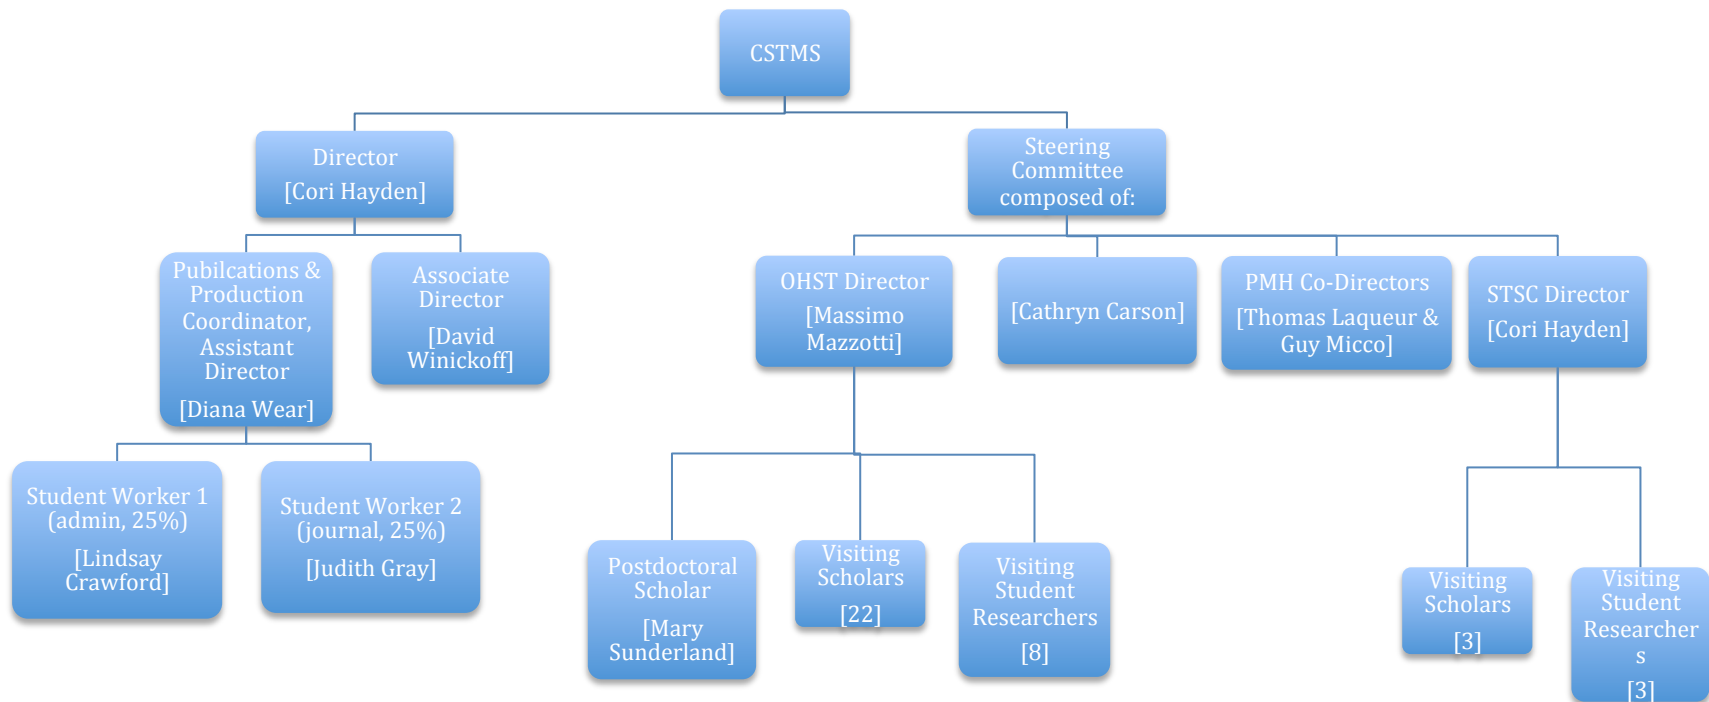 CSTMS
Director
[Cori Hayden]
Steering
Committee
composed of:
Pubilcations &
Production
Coordinator,
Assistant
Director
[Diana Wear]
Associate
Director
[David
Winickoff]
OHST Director
[Massimo
Mazzotti]
[Cathryn Carson]
PMH Co-Directors
[Thomas Laqueur &
Guy Micco]
STSC Director
[Cori Hayden]
Student Worker 1
(admin, 25%)
[Lindsay
Crawford]
Student Worker 2
(journal, 25%)
[Judith Gray]
Postdoctoral
Scholar
[Mary
Sunderland]
Visiting
Scholars
[22]
Visiting
Student
Researchers
[8]
Visiting
Scholars
[3]
Visiting
Student
Researcher
s
[3]